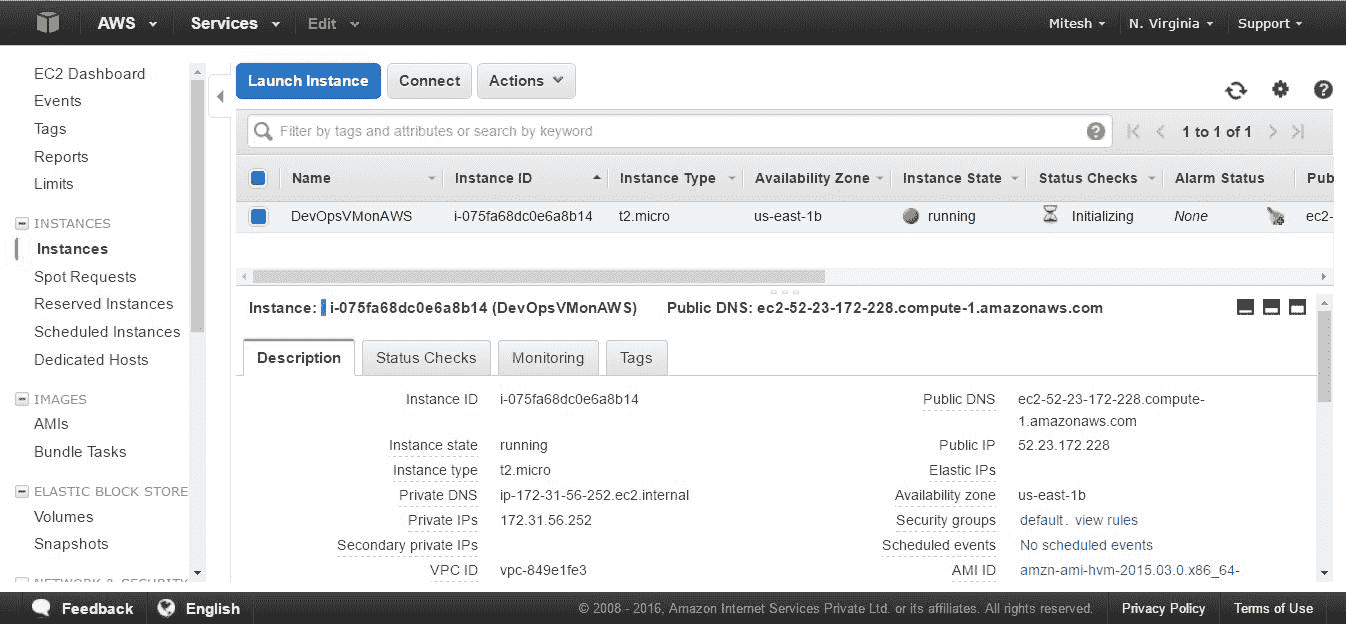 AWS Services Edit Mitesh N. Virginia Support
EC2 Dashboard
Events
Tags
Reports
Limits
INSTANCES
Instances
Spot Requests
Reserved Instances
Scheduled Instances
Dedicated Hosts
IMAGES
AMIs
Bundle Tasks
ELASTIC BLOCK STORE
Volumes
Snapshots
NETWORK & SECURITY
Launch Instance Connect Actions
Filter by tags and attributes or search by keyword 1 to 1 of 1
Name Instance ID Instance Type Availability Zone Instance State Status Checks Alarm Status Pub
DevOpsVMonAWS i-075fa68dc0e6a8b14 t2.micro us-east-1b running Initializing None ec2-
Instance: i-075fa68dc0e6a8b14 (DevOpsVMonAWS) Public DNS: ec2-52-23-172-228.compute-1.amazonaws.com
Description Status Checks Monitoring Tags
Instance ID i-075fa68dc0e6a8b14 Public DNS ec2-52-23-172-228.compute-
1.amazonaws.com
Instance state running Public IP 52.23.172.228
Instance type t2.micro Elastic IPs
Private DNS ip-172-31-56-252.ec2.internal Availability zone us-east-1b
Private IPs 172.31.56.252 Security groups default. view rules
Secondary private IPs Scheduled events No scheduled events
VPC ID vpc-849e1fe3 AMI ID amzn-ami-hvm-2015.03.0.x86_64-
Feedback English © 2008 - 2016, Amazon Internet Services Private Ltd. or its affiliates. All rights reserved. Privacy Policy Terms of Use